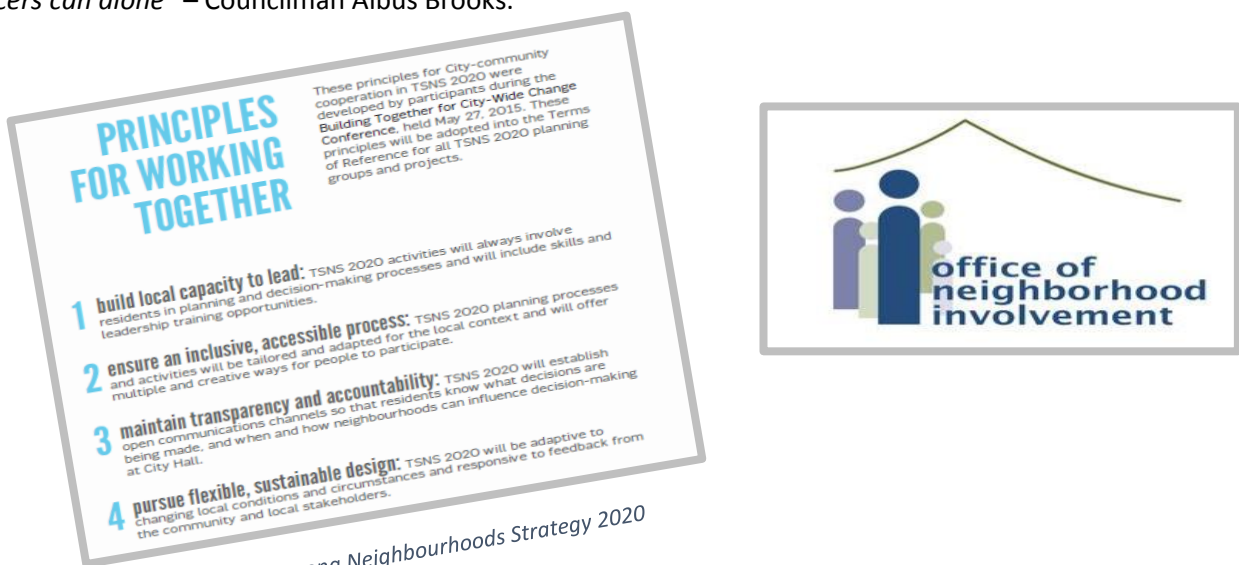 can alone" – Councilman Albus Brooks.
PRINCIPLES
FOR WORKING
TOGETHER
These principles for City-community
cooperation in TSNS 2020 were
developed by participants during the
Building Together for City-Wide Change
Conference, held May 27, 2015. These
principles will be adopted into the Terms
of Reference for all TSNS 2020 planning
groups and projects.
1 build local capacity to lead: TSNS 2020 activities will always involve
residents in planning and decision-making processes and will include skills and
leadership training opportunities.
2 ensure an inclusive, accessible process: TSNS 2020 planning processes
and activities will be tailored and adapted for the local context and will offer
multiple and creative ways for people to participate.
3 maintain transparency and accountability: TSNS 2020 will establish
open communications channels so that residents know what decisions are
being made, and when and how neighbourhoods can influence decision-making
at City Hall.
4 pursue flexible, sustainable design: TSNS 2020 will be adaptive to
changing local conditions and circumstances and responsive to feedback from
the community and local stakeholders.
Neighbourhoods Strategy 2020
office of
neighborhood
involvement